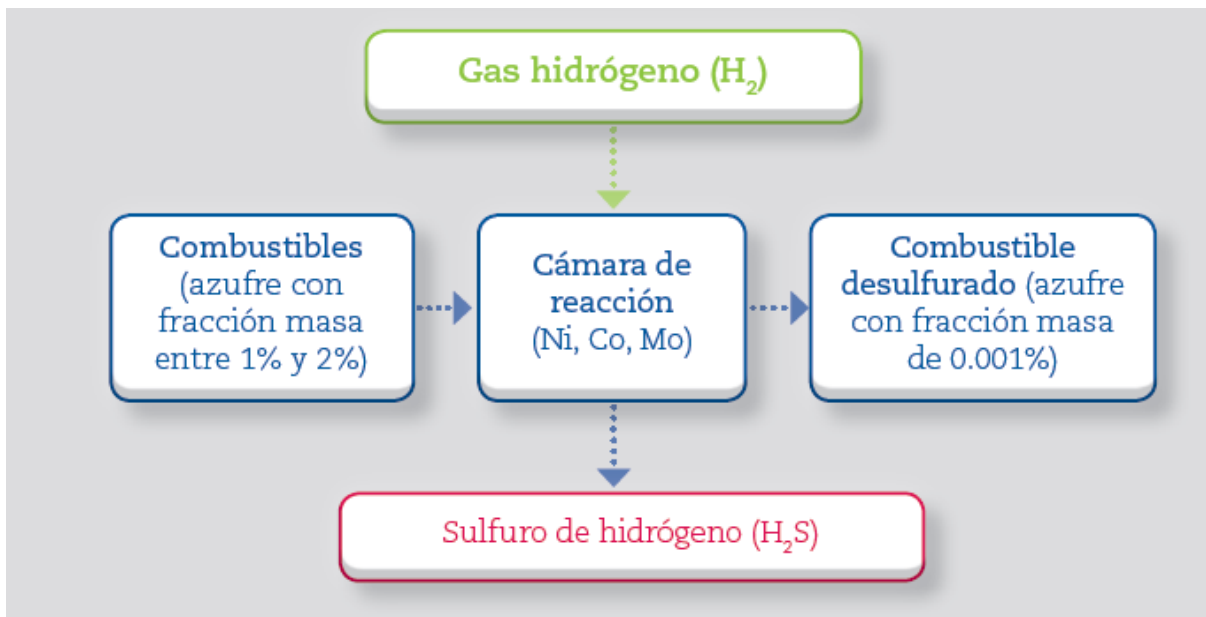 Gas hidrógeno (H₂)
Combustibles
(azufre con
fracción masa
entre 1% y 2%)
Cámara de
reacción
(Ni, Co, Mo)
Combustible
desulfurado (azufre
con fracción masa
de 0.001%)
Sulfuro de hidrógeno (H₂S)